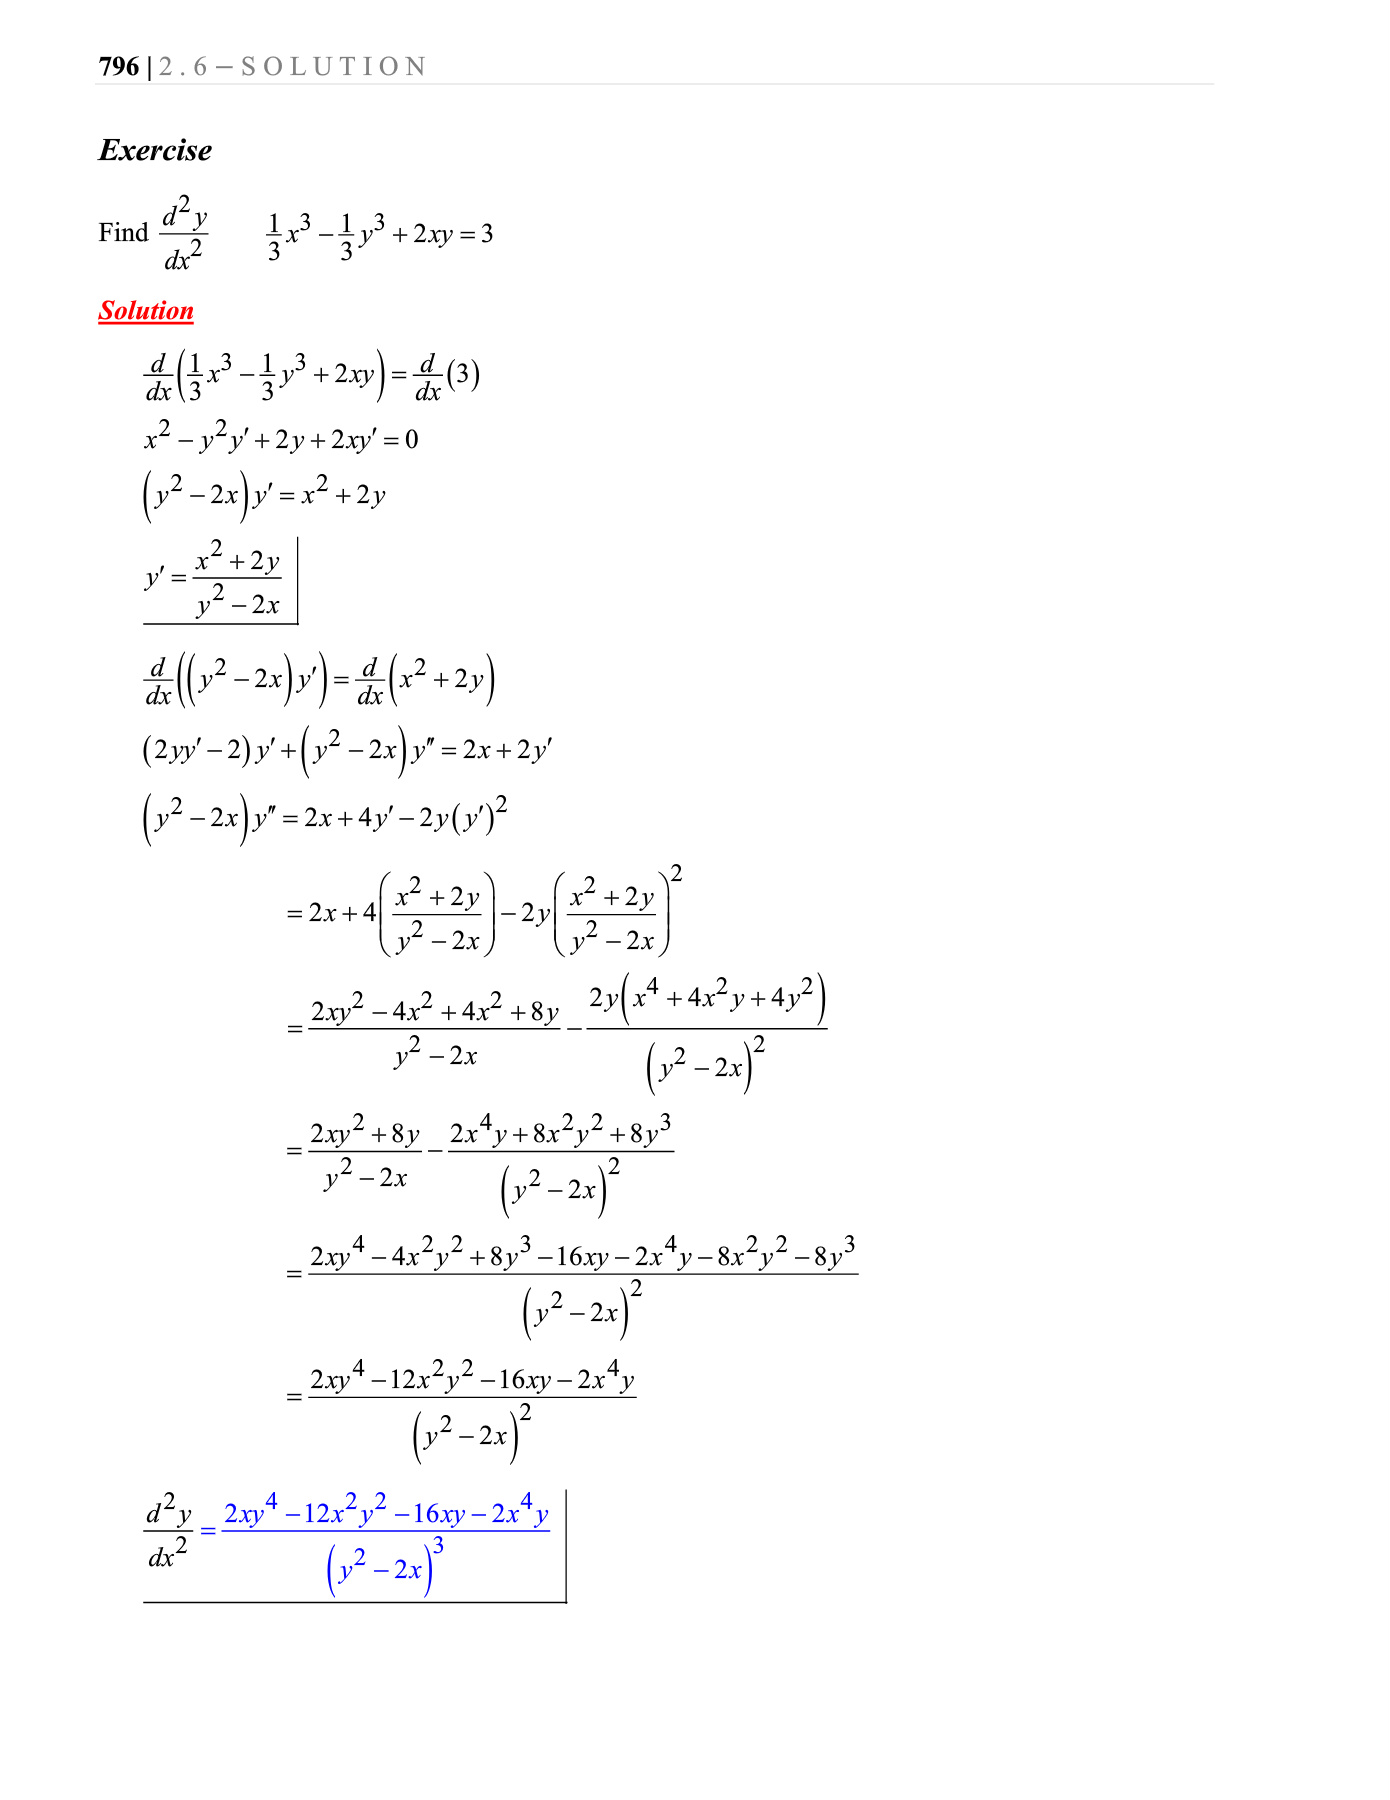 796 | 2.6 – SOLUTION
Exercise
Find $\frac{d^2y}{dx^2}$ $\frac{1}{3}x^3 - \frac{1}{3}y^3 + 2xy = 3$
Solution
$\frac{d}{dx}\left(\frac{1}{3}x^3 - \frac{1}{3}y^3 + 2xy\right) = \frac{d}{dx}(3)$
$x^2 - y^2y' + 2y + 2xy' = 0$
$\left(y^2 - 2x\right)y' = x^2 + 2y$
$y' = \frac{x^2 + 2y}{y^2 - 2x}$
$\frac{d}{dx}\left(\left(y^2 - 2x\right)y'\right) = \frac{d}{dx}\left(x^2 + 2y\right)$
$(2yy' - 2)y' + \left(y^2 - 2x\right)y'' = 2x + 2y'$
$\left(y^2 - 2x\right)y'' = 2x + 4y' - 2y(y')^2$
$= 2x + 4\left(\frac{x^2 + 2y}{y^2 - 2x}\right) - 2y\left(\frac{x^2 + 2y}{y^2 - 2x}\right)^2$
$= \frac{2xy^2 - 4x^2 + 4x^2 + 8y}{y^2 - 2x} - \frac{2y\left(x^4 + 4x^2y + 4y^2\right)}{\left(y^2 - 2x\right)^2}$
$= \frac{2xy^2 + 8y}{y^2 - 2x} - \frac{2x^4y + 8x^2y^2 + 8y^3}{\left(y^2 - 2x\right)^2}$
$= \frac{2xy^4 - 4x^2y^2 + 8y^3 - 16xy - 2x^4y - 8x^2y^2 - 8y^3}{\left(y^2 - 2x\right)^2}$
$= \frac{2xy^4 - 12x^2y^2 - 16xy - 2x^4y}{\left(y^2 - 2x\right)^2}$
$\frac{d^2y}{dx^2} = \frac{2xy^4 - 12x^2y^2 - 16xy - 2x^4y}{\left(y^2 - 2x\right)^3}$